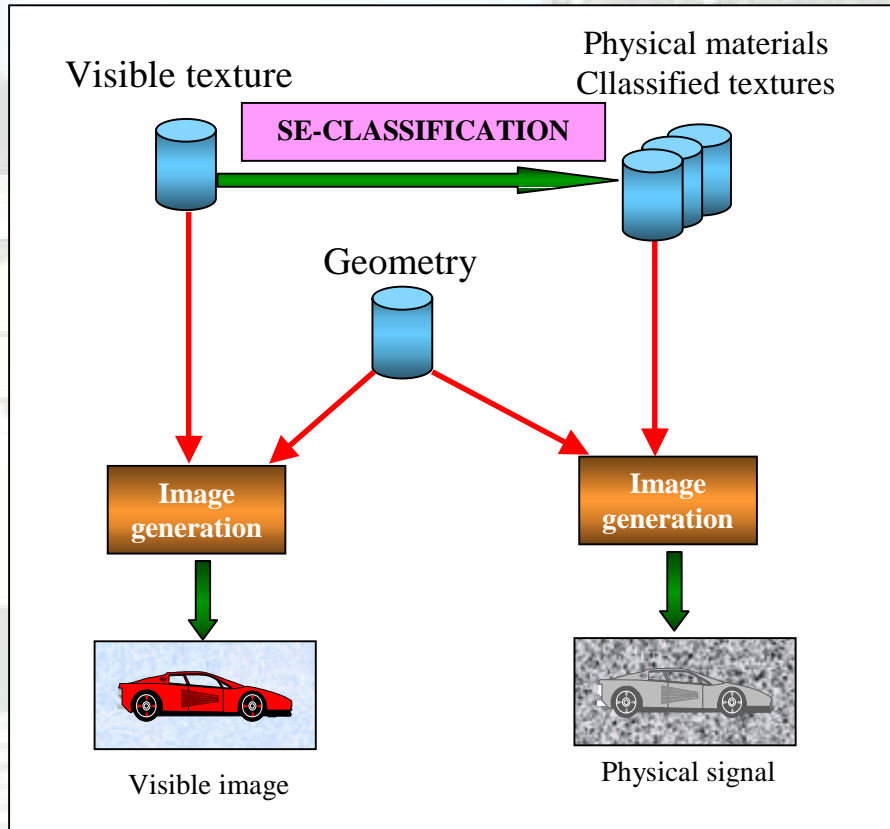 Visible texture
Physical materials
Cllassified textures
SE-CLASSIFICATION
Geometry
Image
generation
Image
generation
Visible image
Physical signal